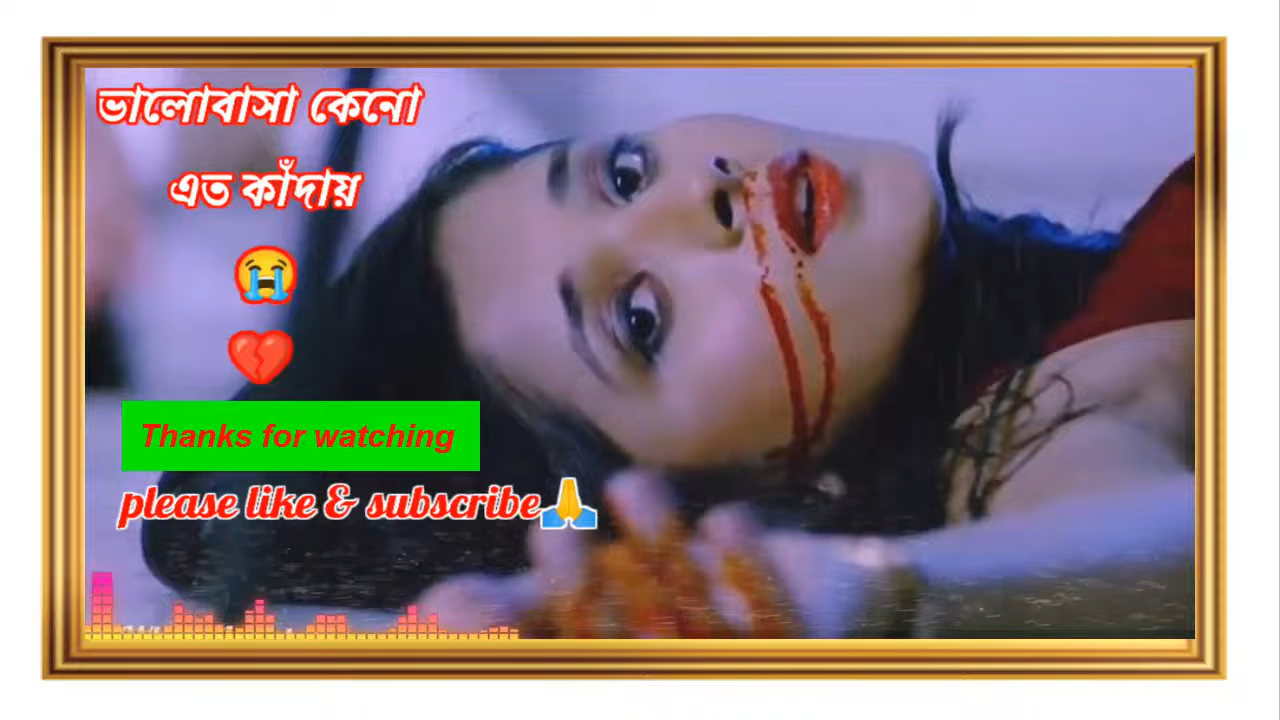 ভালোবাসা কেনো
এত কাঁদায়
😭
💔
Thanks for watching
please like & subscribe🙏